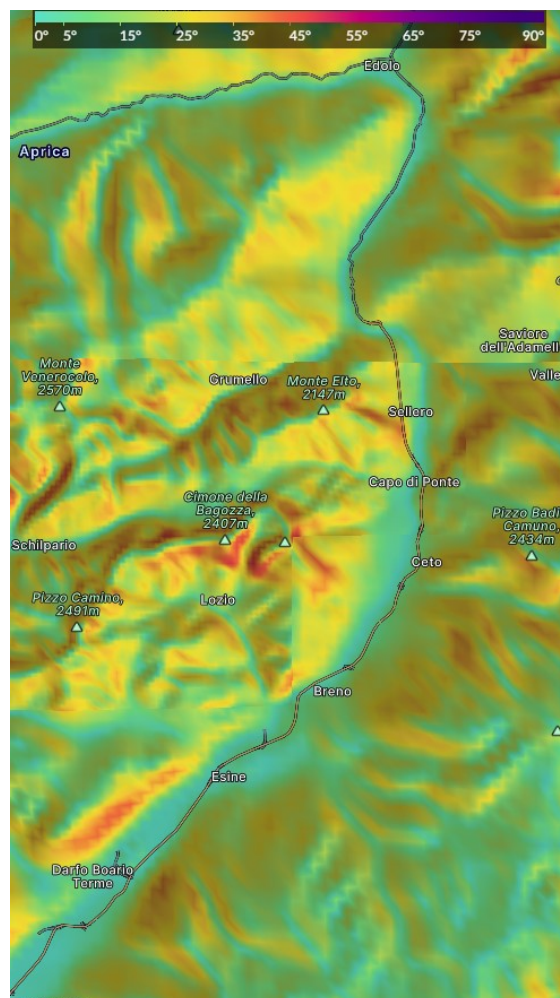 0° 5° 15° 25° 35° 45° 55° 65° 75° 90°
Edolo
Aprica
Saviore
dell'Adamell
Monte
Venerocolo,
2570m
Grumello
Monte Elto,
2147m
Valle
Sellero
Capo di Ponte
Cimone della
Bagozza,
2407m
Pizzo Badi
Camuno,
2434m
Schilpario
Ceto
Pizzo Camino,
2491m
Lozio
Breno
Esine
Darfo Boario
Terme